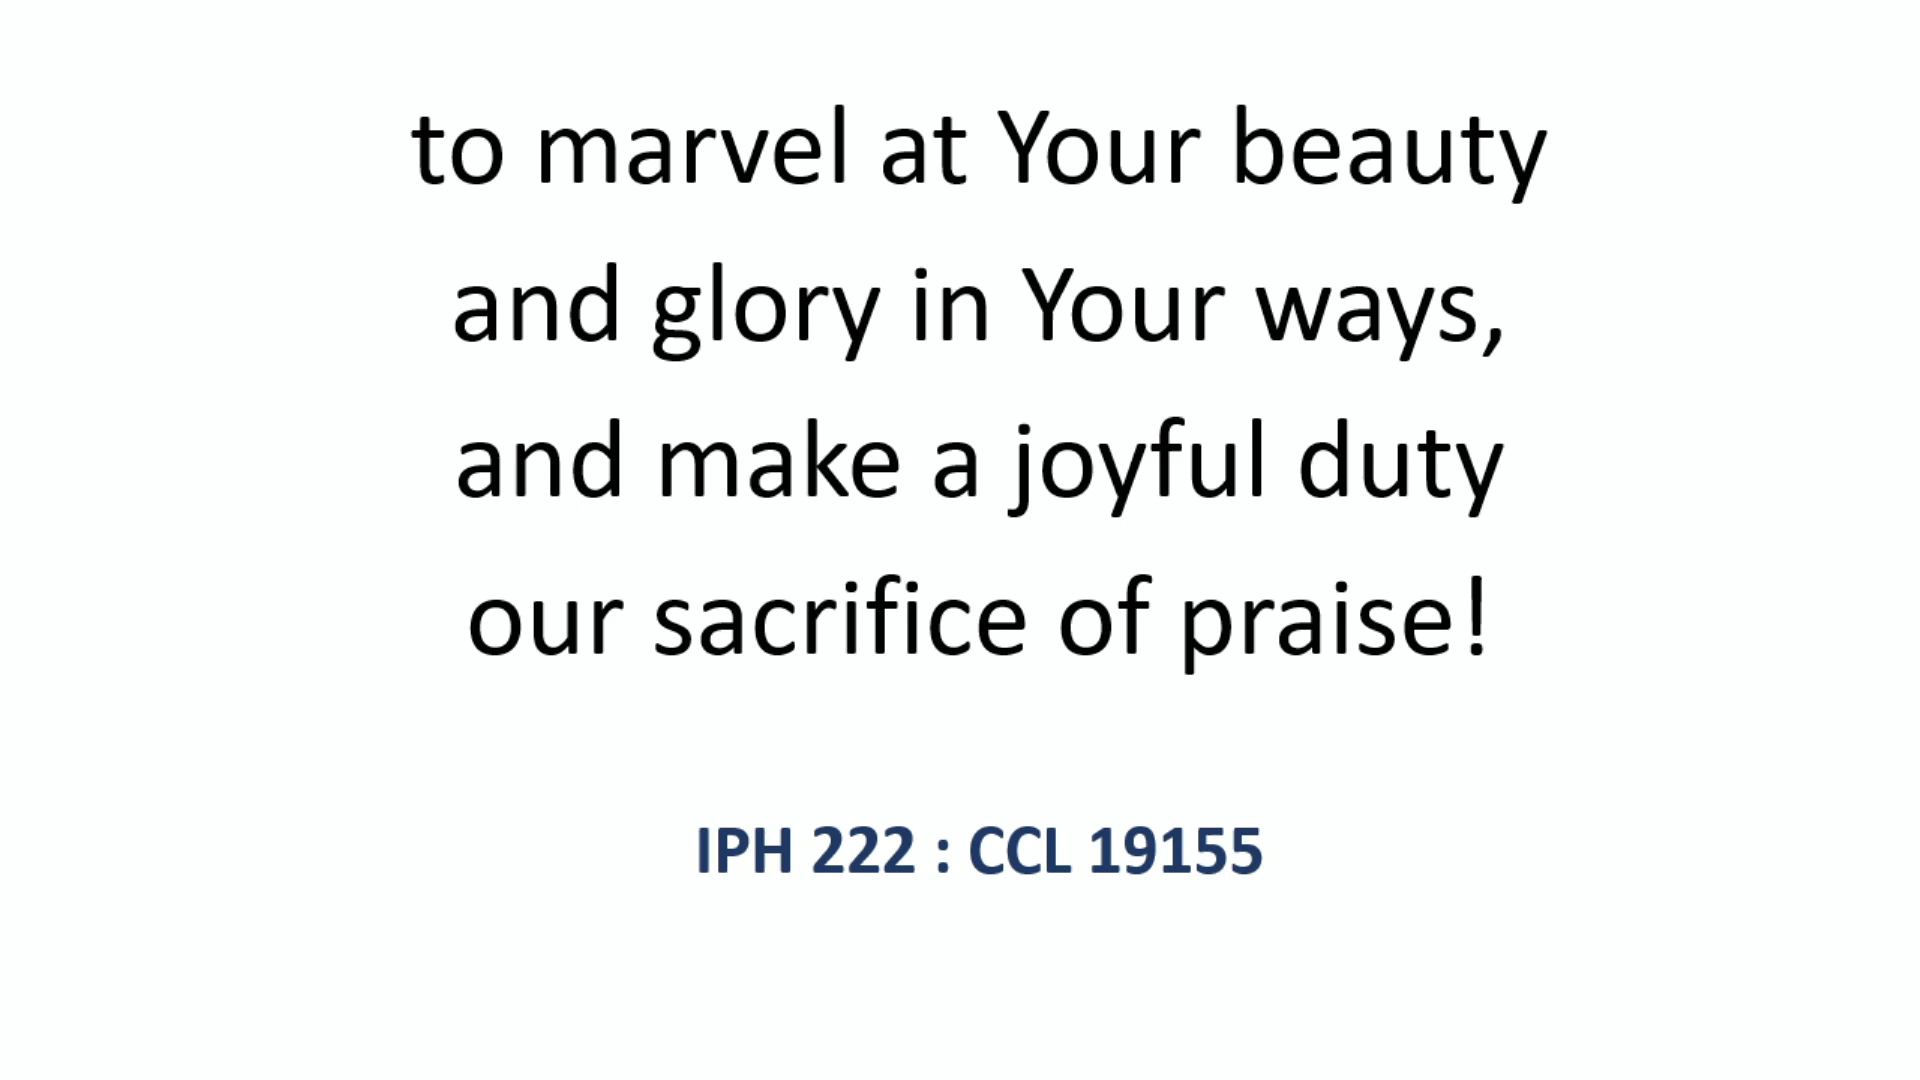 to marvel at Your beauty
and glory in Your ways,
and make a joyful duty
our sacrifice of praise!
IPH 222 : CCL 19155